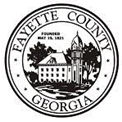 FAYETTE COUNTY
FOUNDED
MAY 15, 1821
GEORGIA